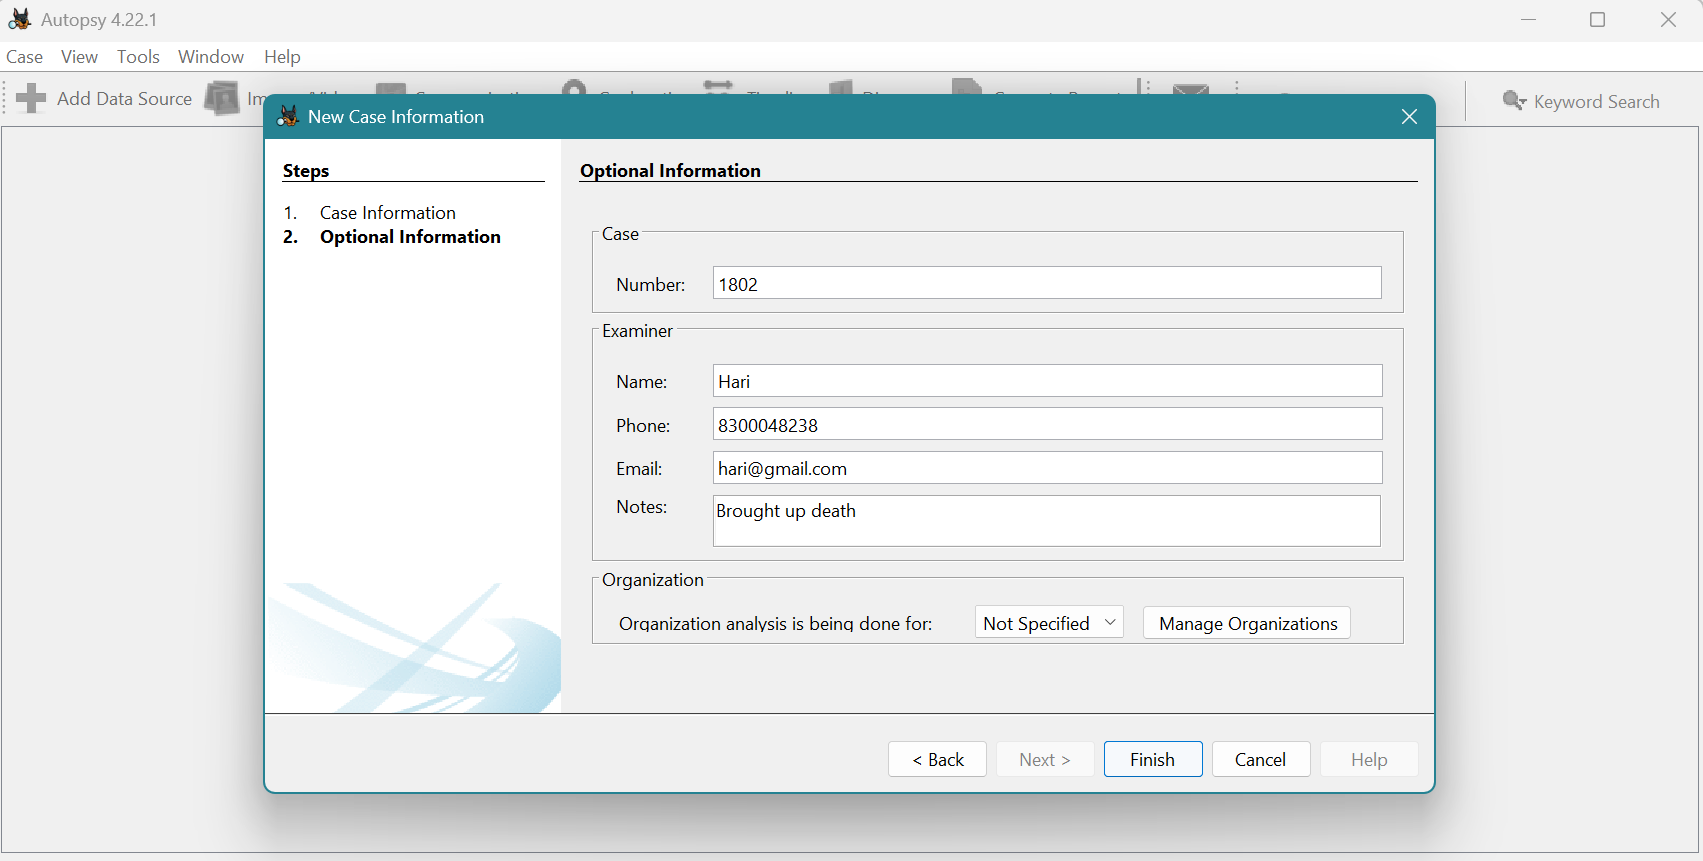 Autopsy 4.22.1
Case View Tools Window Help
Add Data Source
Keyword Search
New Case Information
Steps
1. Case Information
2. Optional Information
Optional Information
Case
Number: 1802
Examiner
Name: Hari
Phone: 8300048238
Email: hari@gmail.com
Notes: Brought up death
Organization
Organization analysis is being done for: Not Specified Manage Organizations
< Back Next > Finish Cancel Help